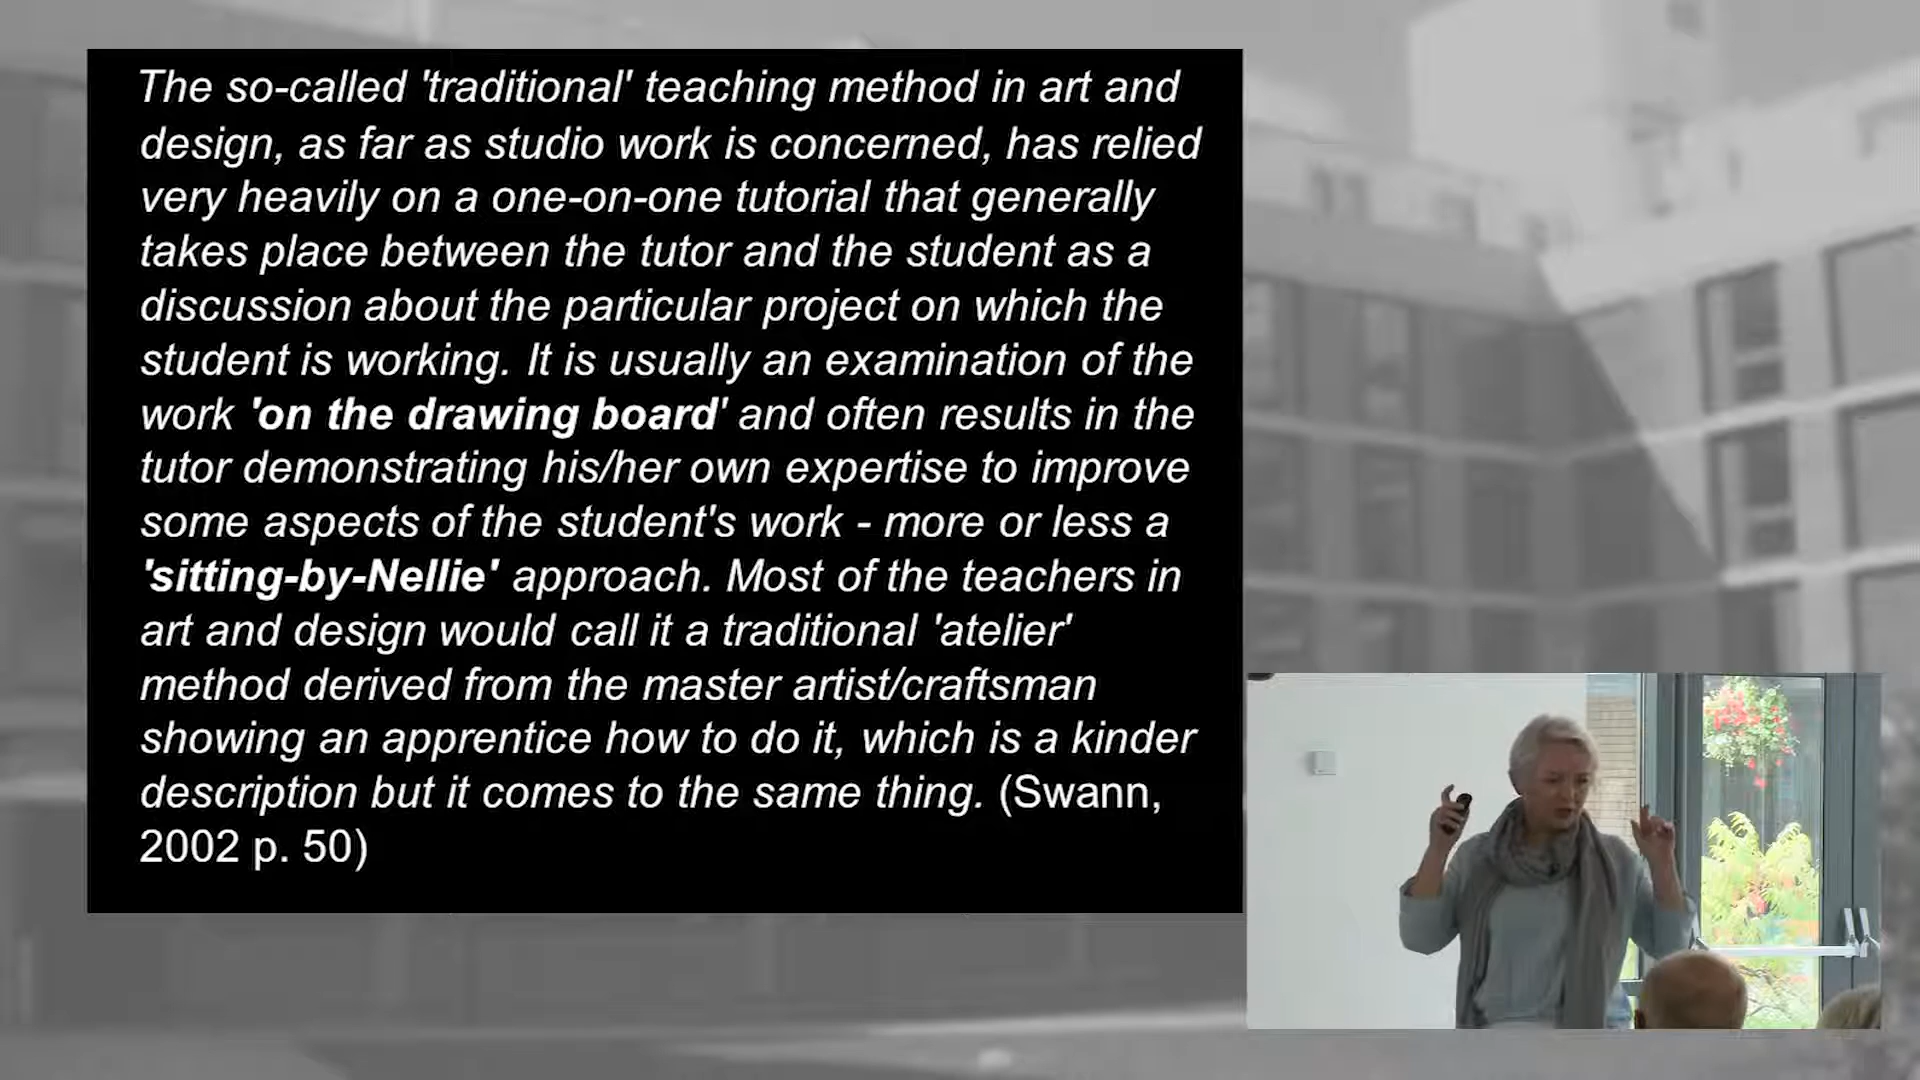 The so-called 'traditional' teaching method in art and
design, as far as studio work is concerned, has relied
very heavily on a one-on-one tutorial that generally
takes place between the tutor and the student as a
discussion about the particular project on which the
student is working. It is usually an examination of the
work 'on the drawing board' and often results in the
tutor demonstrating his/her own expertise to improve
some aspects of the student's work - more or less a
'sitting-by-Nellie' approach. Most of the teachers in
art and design would call it a traditional 'atelier'
method derived from the master artist/craftsman
showing an apprentice how to do it, which is a kinder
description but it comes to the same thing. (Swann,
2002 p. 50)